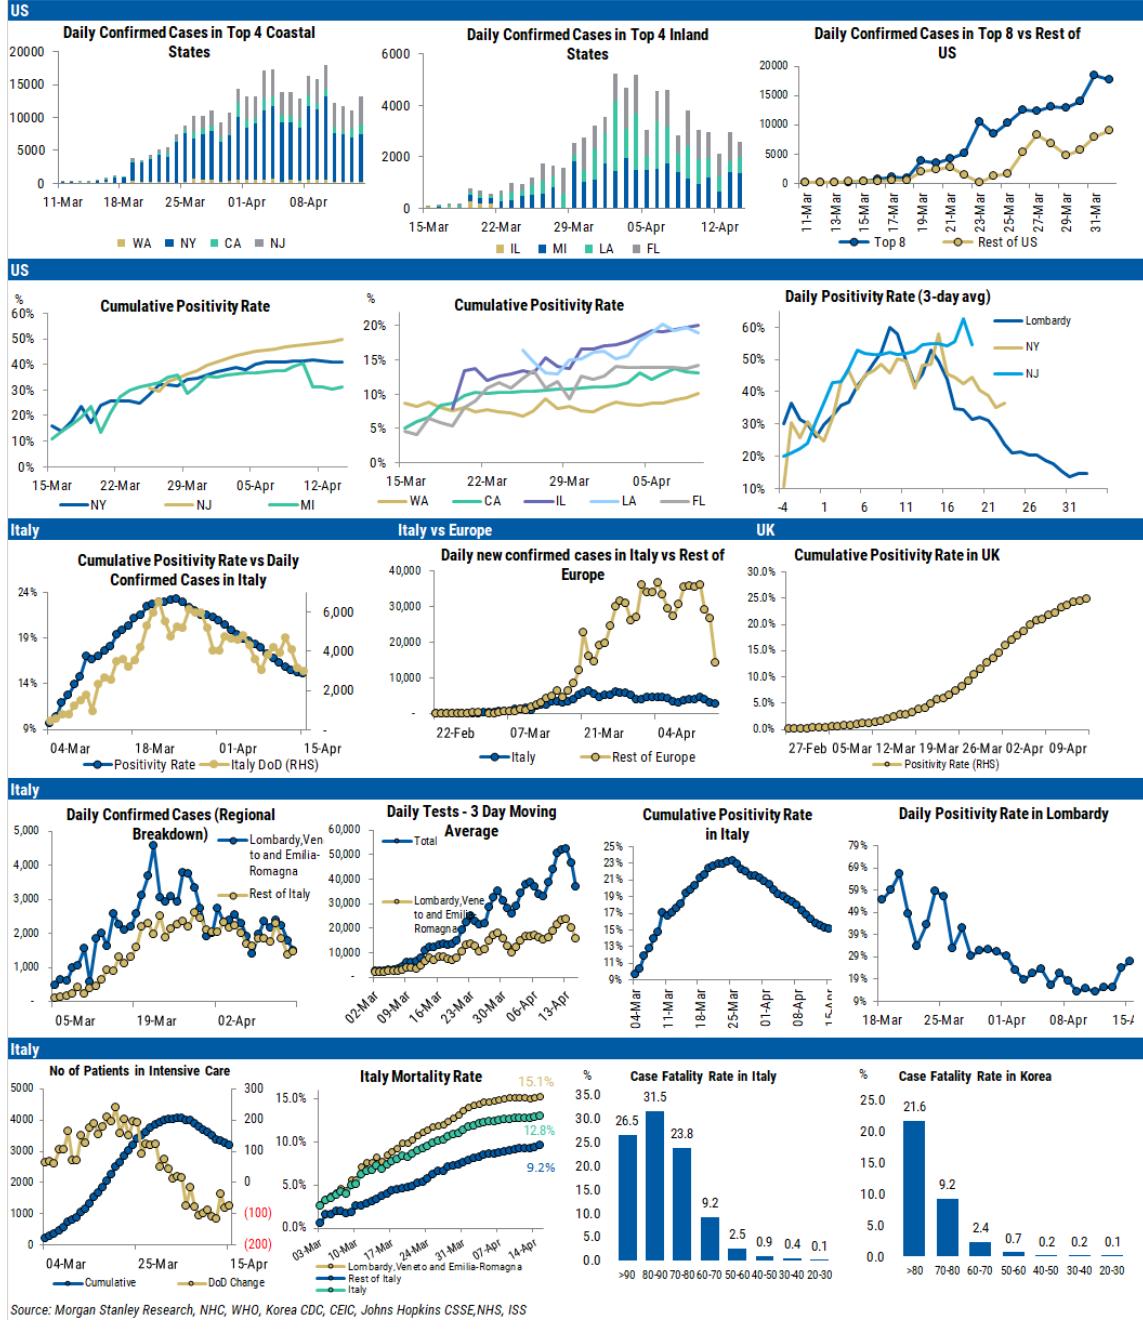 US
Daily Confirmed Cases in Top 4 Coastal
States
20000
15000
10000
5000
0
11-Mar 18-Mar 25-Mar 01-Apr 08-Apr
WA NY CA NJ
Daily Confirmed Cases in Top 4 Inland
States
6000
4000
2000
0
15-Mar 22-Mar 29-Mar 05-Apr 12-Apr
IL MI LA FL
Daily Confirmed Cases in Top 8 vs Rest of
US
20000
15000
10000
5000
0
11-Mar 13-Mar 15-Mar 17-Mar 19-Mar 21-Mar 23-Mar 25-Mar 27-Mar 29-Mar 31-Mar
Top 8 Rest of US
US
Cumulative Positivity Rate
%
60%
50%
40%
30%
20%
10%
0%
15-Mar 22-Mar 29-Mar 05-Apr 12-Apr
NY NJ MI
Cumulative Positivity Rate
%
20%
15%
10%
5%
0%
15-Mar 22-Mar 29-Mar 05-Apr
WA CA IL LA FL
Daily Positivity Rate (3-day avg)
60%
50%
40%
30%
20%
10%
-4 1 6 11 16 21 26 31
Lombardy
NY
NJ
Italy
Italy vs Europe
UK
Cumulative Positivity Rate vs Daily
Confirmed Cases in Italy
24%
19%
14%
9%
6,000
4,000
2,000
-
04-Mar 18-Mar 01-Apr 15-Apr
Positivity Rate Italy DoD (RHS)
Daily new confirmed cases in Italy vs Rest of
Europe
40,000
30,000
20,000
10,000
-
22-Feb 07-Mar 21-Mar 04-Apr
Italy Rest of Europe
Cumulative Positivity Rate in UK
30.0%
25.0%
20.0%
15.0%
10.0%
5.0%
0.0%
27-Feb 05-Mar 12-Mar 19-Mar 26-Mar 02-Apr 09-Apr
Positivity Rate (RHS)
Italy
Daily Confirmed Cases (Regional
Breakdown)
5,000
4,000
3,000
2,000
1,000
-
05-Mar 19-Mar 02-Apr
Lombardy,Ven
to and Emilia-
Romagna
Rest of Italy
Daily Tests - 3 Day Moving
Average
60,000
50,000
40,000
30,000
20,000
10,000
-
02-Mar 09-Mar 16-Mar 23-Mar 30-Mar 06-Apr 13-Apr
Total
Lombardy,Vene
to and Emilia-
Romagna
Cumulative Positivity Rate
in Italy
25%
23%
21%
19%
17%
15%
13%
11%
9%
04-Mar 11-Mar 18-Mar 25-Mar 01-Apr 08-Apr 15-Apr
Daily Positivity Rate in Lombardy
79%
69%
59%
49%
39%
29%
19%
9%
18-Mar 25-Mar 01-Apr 08-Apr 15-A
Italy
No of Patients in Intensive Care
5000
4000
3000
2000
1000
0
300
200
100
0
(100)
(200)
04-Mar 25-Mar 15-Apr
Cumulative DoD Change
Italy Mortality Rate
15.0%
10.0%
5.0%
0.0%
15.1%
12.8%
9.2%
03-Mar 10-Mar 17-Mar 24-Mar 31-Mar 07-Apr 14-Apr
Lombardy,Veneto and Emilia-Romagna
Rest of Italy
Italy
Case Fatality Rate in Italy
%
35.0
30.0
25.0
20.0
15.0
10.0
5.0
0.0
26.5 31.5 23.8 9.2 2.5 0.9 0.4 0.1
>90 80-90 70-80 60-70 50-60 40-50 30-40 20-30
Case Fatality Rate in Korea
%
25.0
20.0
15.0
10.0
5.0
0.0
21.6 9.2 2.4 0.7 0.2 0.2 0.1
>80 70-80 60-70 50-60 40-50 30-40 20-30
Source: Morgan Stanley Research, NHC, WHO, Korea CDC, CEIC, Johns Hopkins CSSE,NHS, ISS